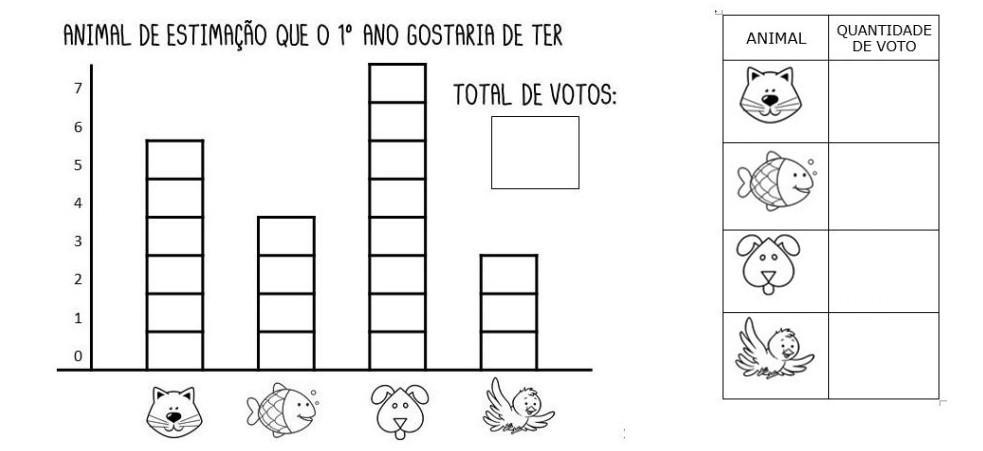 ANIMAL DE ESTIMAÇÃO QUE O 1º ANO GOSTARIA DE TER
7
6
5
4
3
2
1
0
TOTAL DE VOTOS:
ANIMAL
QUANTIDADE
DE VOTO